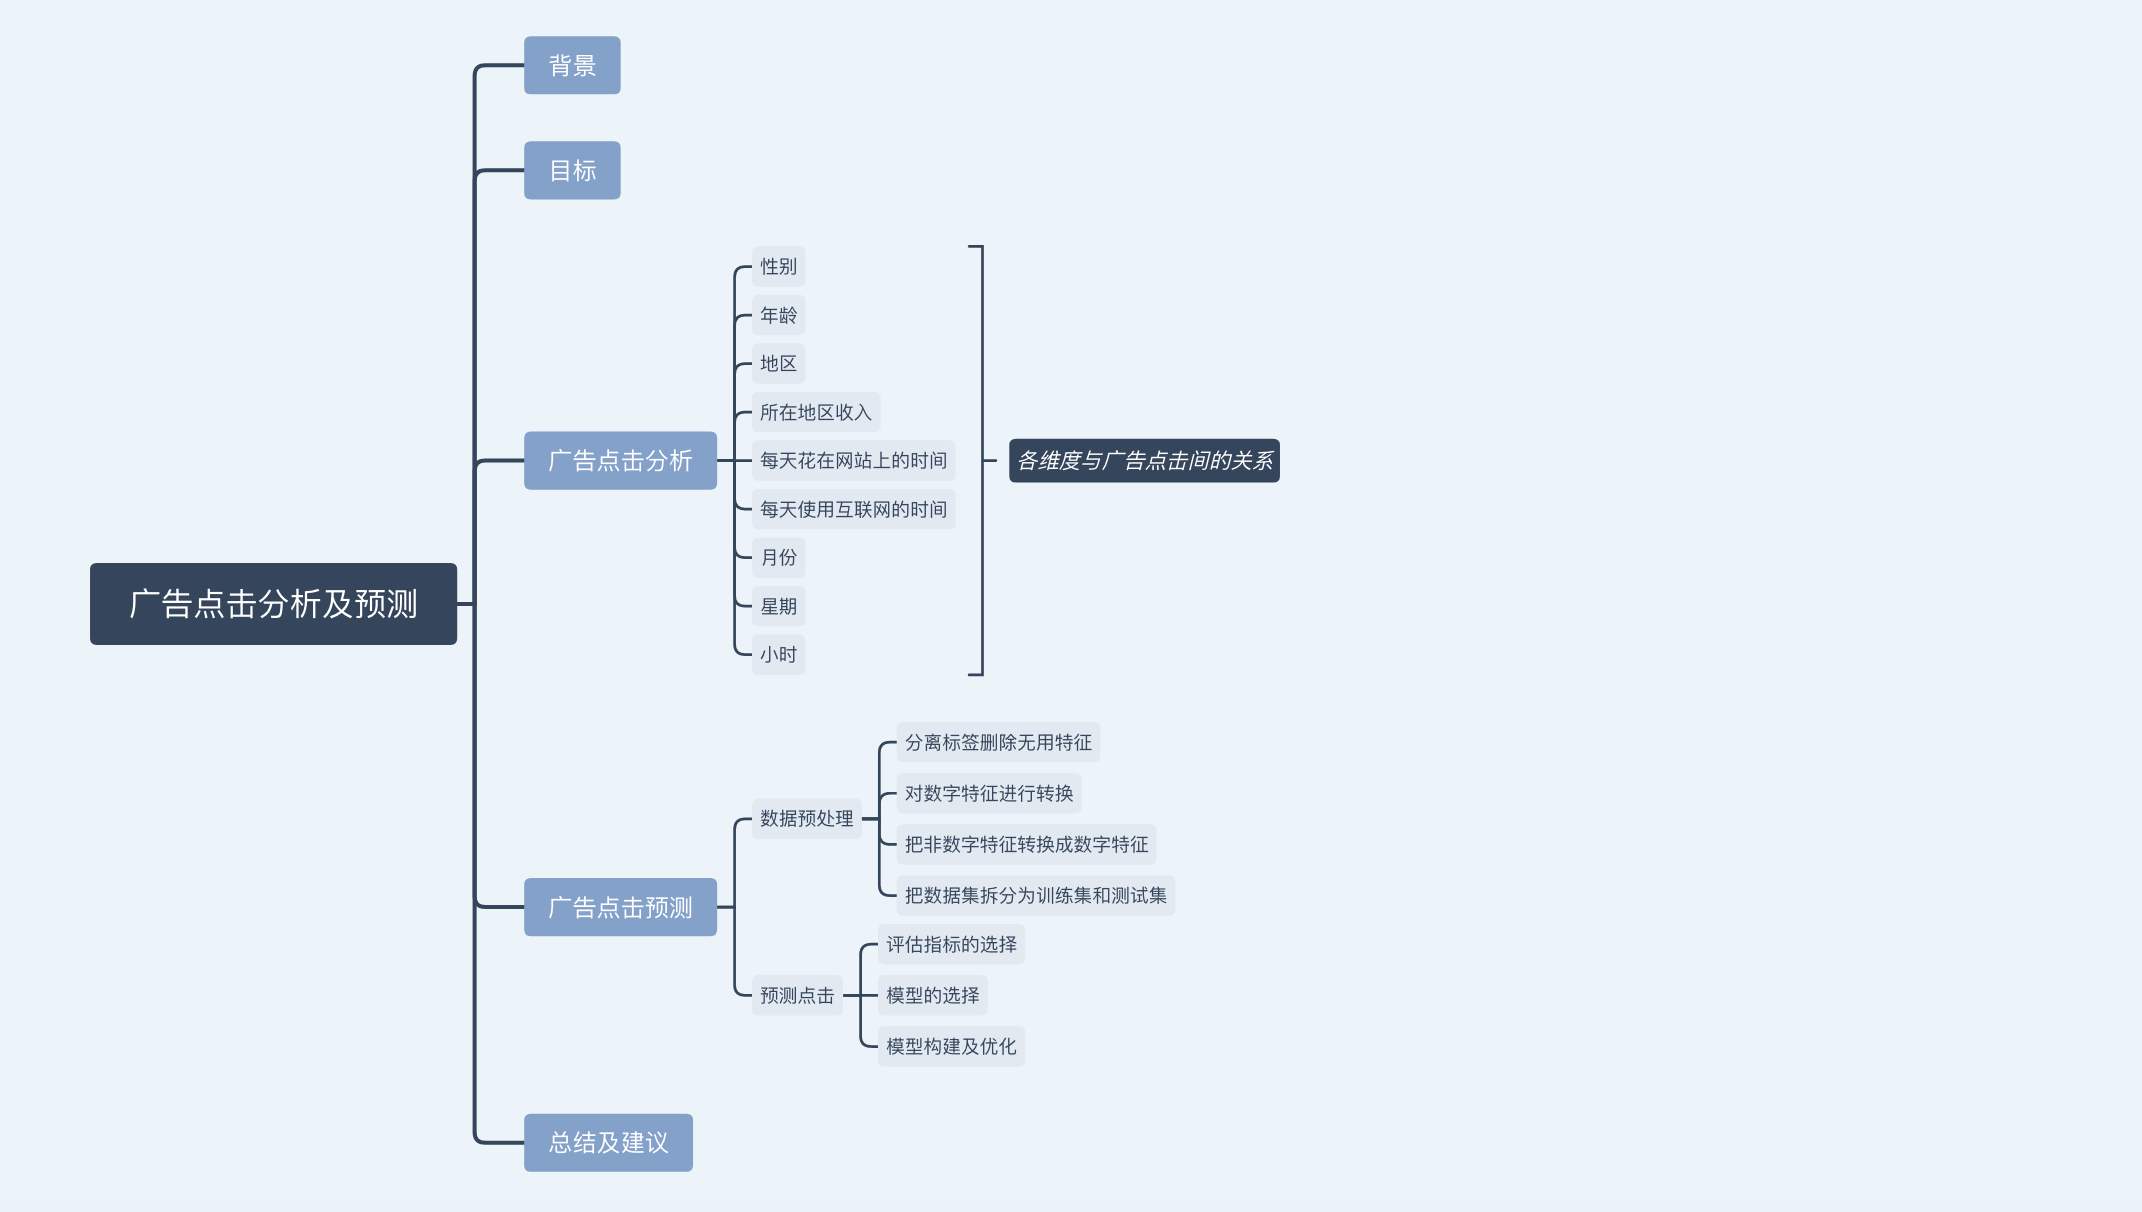 广告点击分析及预测
背景
目标
广告点击分析
性别
年龄
地区
所在地区收入
每天花在网站上的时间
每天使用互联网的时间
月份
星期
小时
各维度与广告点击间的关系
广告点击预测
数据预处理
分离标签删除无用特征
对数字特征进行转换
把非数字特征转换成数字特征
把数据集拆分为训练集和测试集
预测点击
评估指标的选择
模型的选择
模型构建及优化
总结及建议